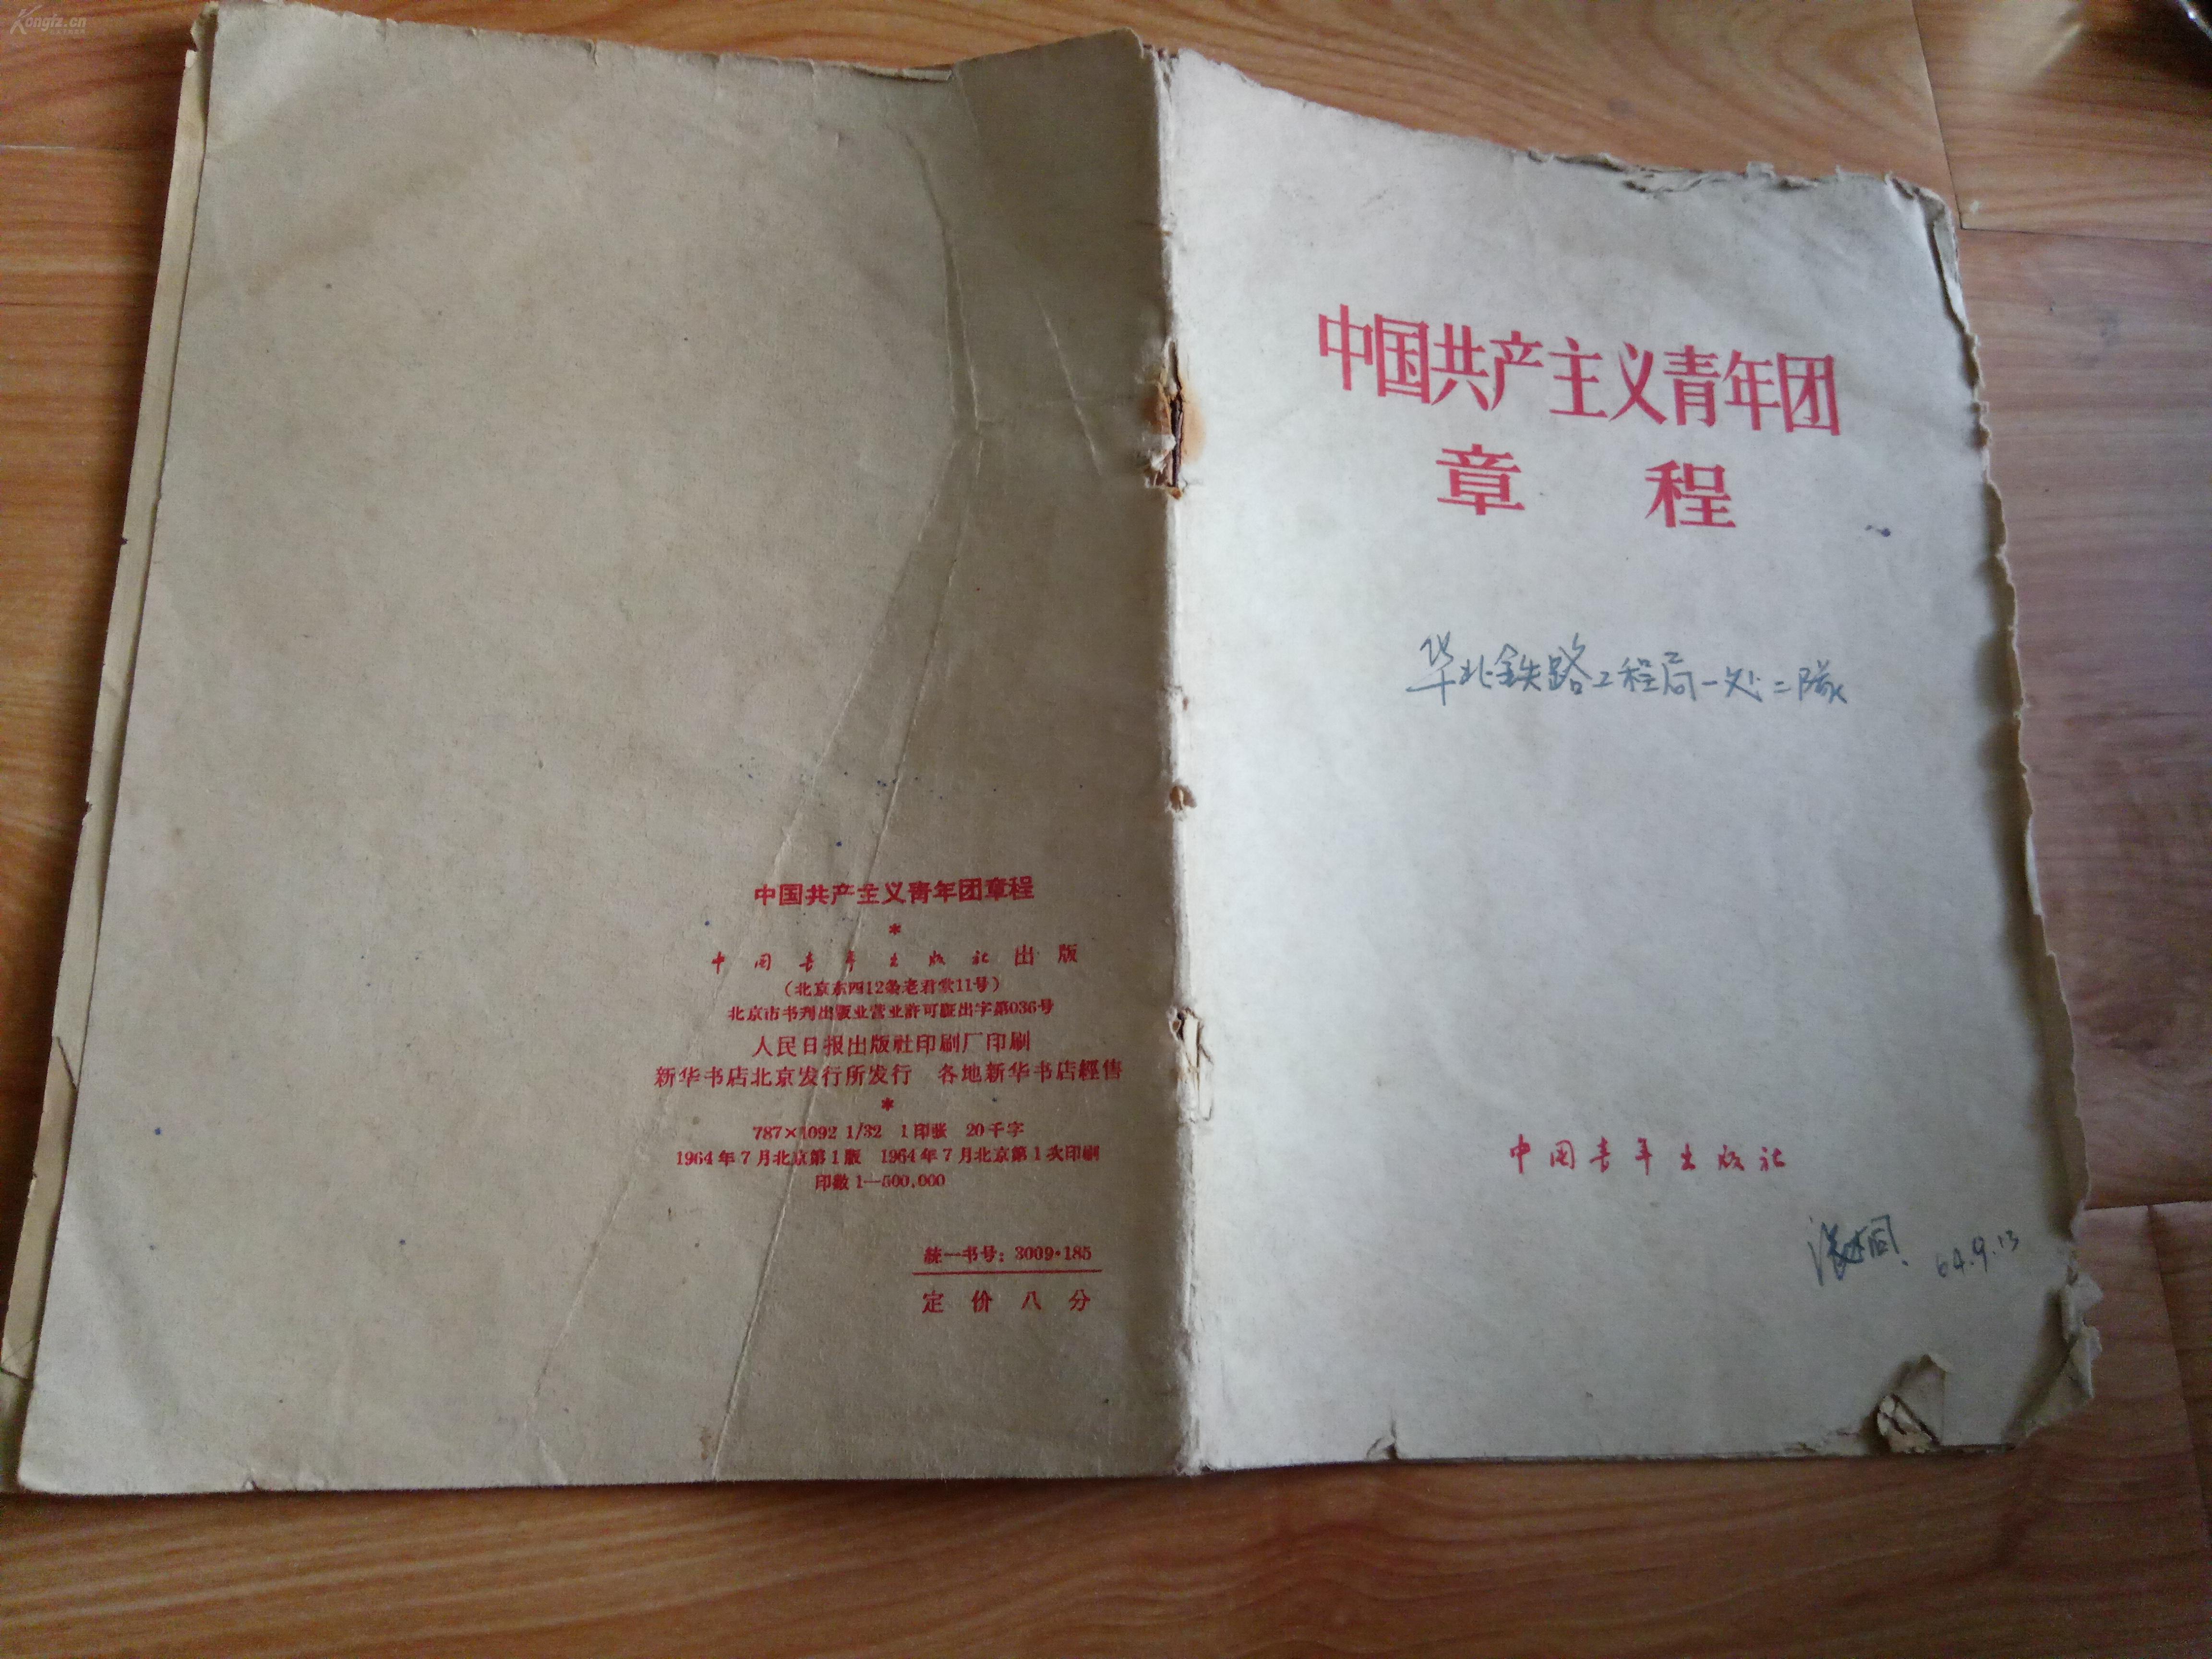 Kongfz.cn
中国共产主义青年团
章 程
华北鉄路工程局一处二隊
中国青年出版社
64.9.13
中国共产主义青年团章程
*
中国青年出版社出版
(北京东四12条老君堂11号)
北京市书刊出版业营业許可証出字第036号
人民日报出版社印刷厂印刷
新华书店北京发行所发行 各地新华书店經售
*
787×1092 1/32 1印张 20千字
1964年7月北京第1版 1964年7月北京第1次印刷
印数1—500,000
統一书号：3009·185
定 价 八 分